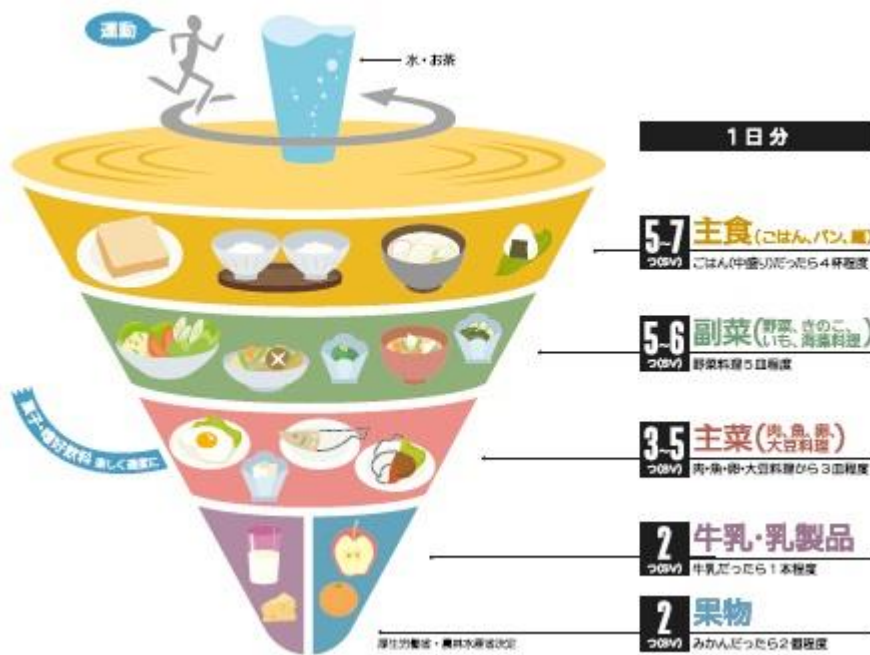 運動
水・お茶
1日分
5~7
つ(SV)
主食(ごはん、パン、麺)
ごはん(中盛り)だったら4杯程度
5~6
つ(SV)
副菜(野菜、きのこ、
いも、海藻料理)
野菜料理5皿程度
菓子・嗜好飲料 楽しく適度に
3~5
つ(SV)
主菜(肉、魚、卵、
大豆料理)
肉・魚・卵・大豆料理から3皿程度
2
つ(SV)
牛乳・乳製品
牛乳だったら1本程度
2
つ(SV)
果物
みかんだったら2個程度
厚生労働省・農林水産省決定